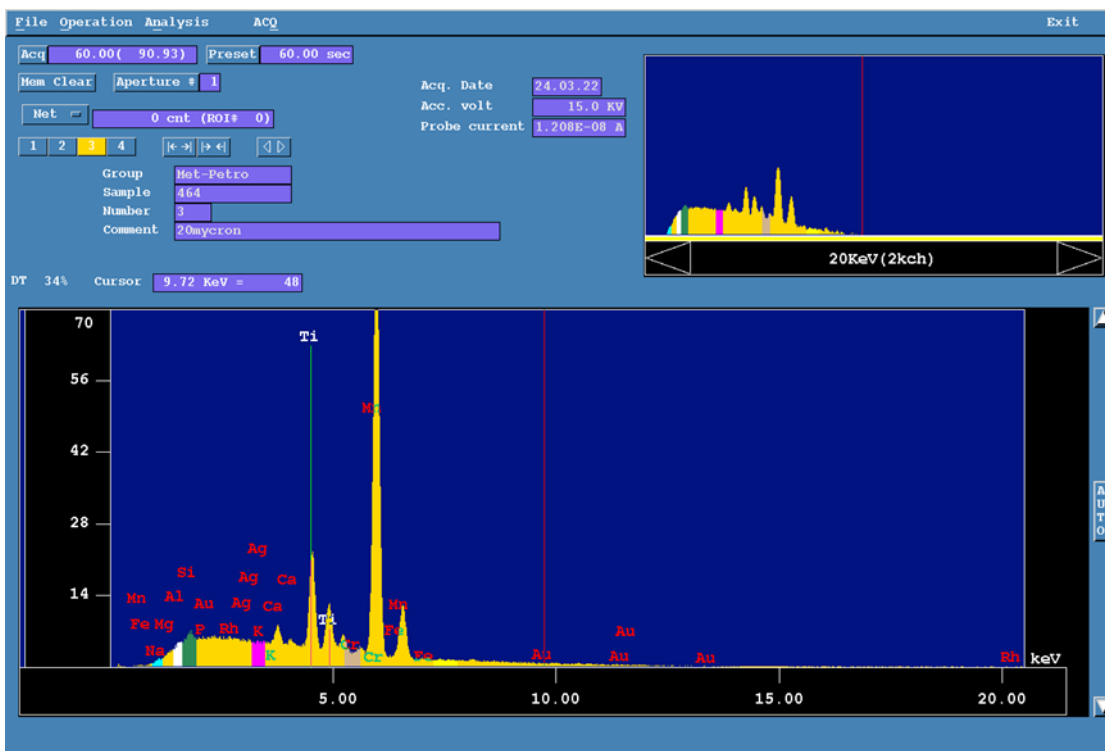 File Operation Analysis ACQ Exit
Acq 60.00( 90.93) Preset 60.00 sec
Mem Clear Aperture # 1
Net 0 cnt (ROI# 0)
1 2 3 4
Group Met-Petro
Sample 464
Number 3
Comment 20mycron
Acq. Date 24.03.22
Acc. volt 15.0 KV
Probe current 1.208E-08 A
20KeV(2kch)
DT 34% Cursor 9.72 KeV = 48
70
Ti
56
Mn
42
28
Ag
Si Ag Ca
14
Mn Al Au Ag Ca Mn
Fe Mg P Rh K Ti Fe Au
Na K Cr Cr Fe Au Au Au Rh keV
5.00 10.00 15.00 20.00
AUTO